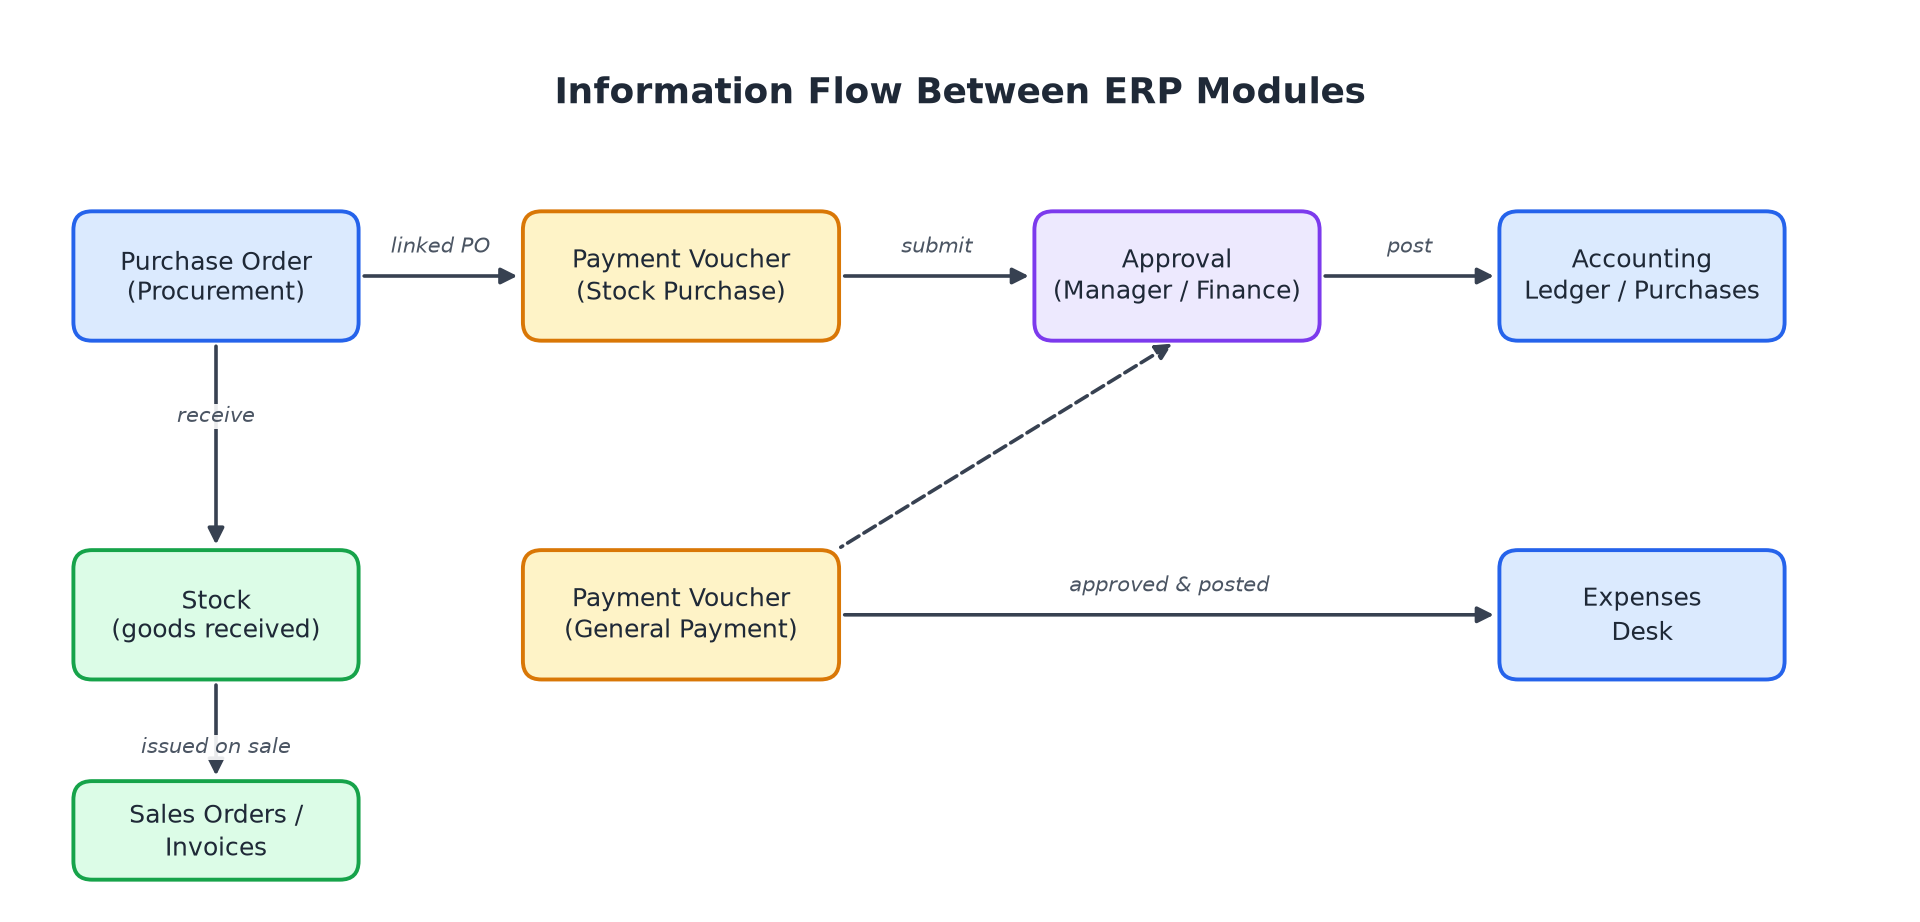 Information Flow Between ERP Modules
Purchase Order
(Procurement)
linked PO
Payment Voucher
(Stock Purchase)
submit
Approval
(Manager / Finance)
post
Accounting
Ledger / Purchases
receive
Stock
(goods received)
Payment Voucher
(General Payment)
approved & posted
Expenses
Desk
issued on sale
Sales Orders /
Invoices